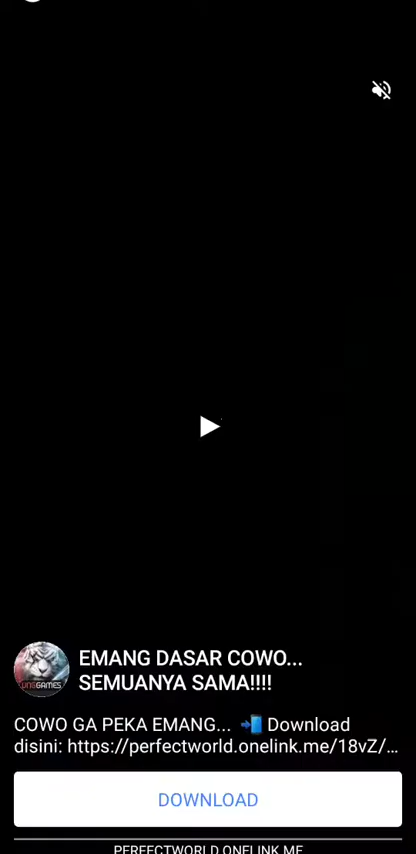 VNGGAMES
EMANG DASAR COWO...
SEMUANYA SAMA!!!!
COWO GA PEKA EMANG... 📲 Download
disini: https://perfectworld.onelink.me/18vZ/...
DOWNLOAD
PERFECTWORLD.ONELINK.ME